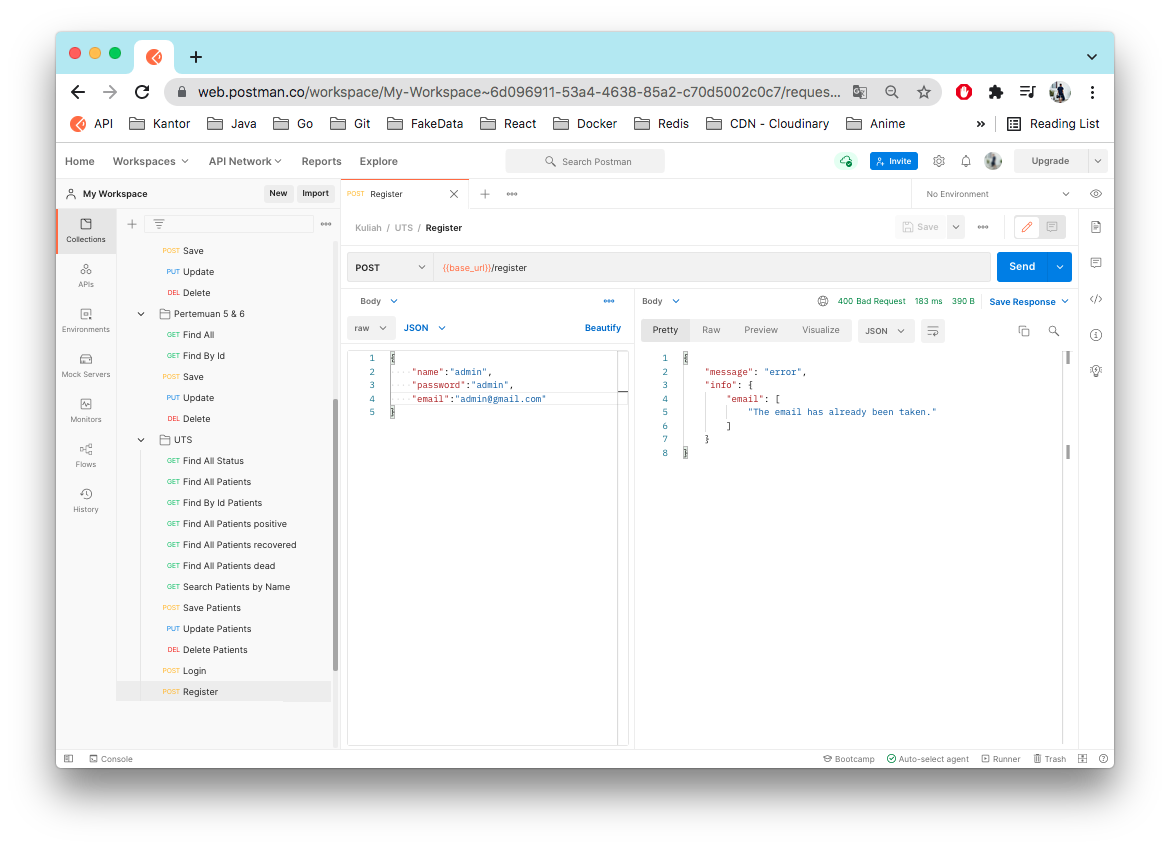 web.postman.co/workspace/My-Workspace~6d096911-53a4-4638-85a2-c70d5002c0c7/reques...
API Kantor Java Go Git FakeData React Docker Redis CDN - Cloudinary Anime » Reading List
Home Workspaces API Network Reports Explore Search Postman Invite Upgrade
My Workspace New Import POST Register No Environment
Collections
APIs
Environments
Mock Servers
Monitors
Flows
History
POST Save
PUT Update
DEL Delete
Pertemuan 5 & 6
GET Find All
GET Find By Id
POST Save
PUT Update
DEL Delete
UTS
GET Find All Status
GET Find All Patients
GET Find By Id Patients
GET Find All Patients positive
GET Find All Patients recovered
GET Find All Patients dead
GET Search Patients by Name
POST Save Patients
PUT Update Patients
DEL Delete Patients
POST Login
POST Register
Kuliah / UTS / Register Save
POST {{base_url}}/register Send
Body
raw JSON Beautify
1 {
2 "name":"admin",
3 "password":"admin",
4 "email":"admin@gmail.com"
5 }
Body 400 Bad Request 183 ms 390 B Save Response
Pretty Raw Preview Visualize JSON
1 {
2 "message": "error",
3 "info": {
4 "email": [
5 "The email has already been taken."
6 ]
7 }
8 }
Console Bootcamp Auto-select agent Runner Trash